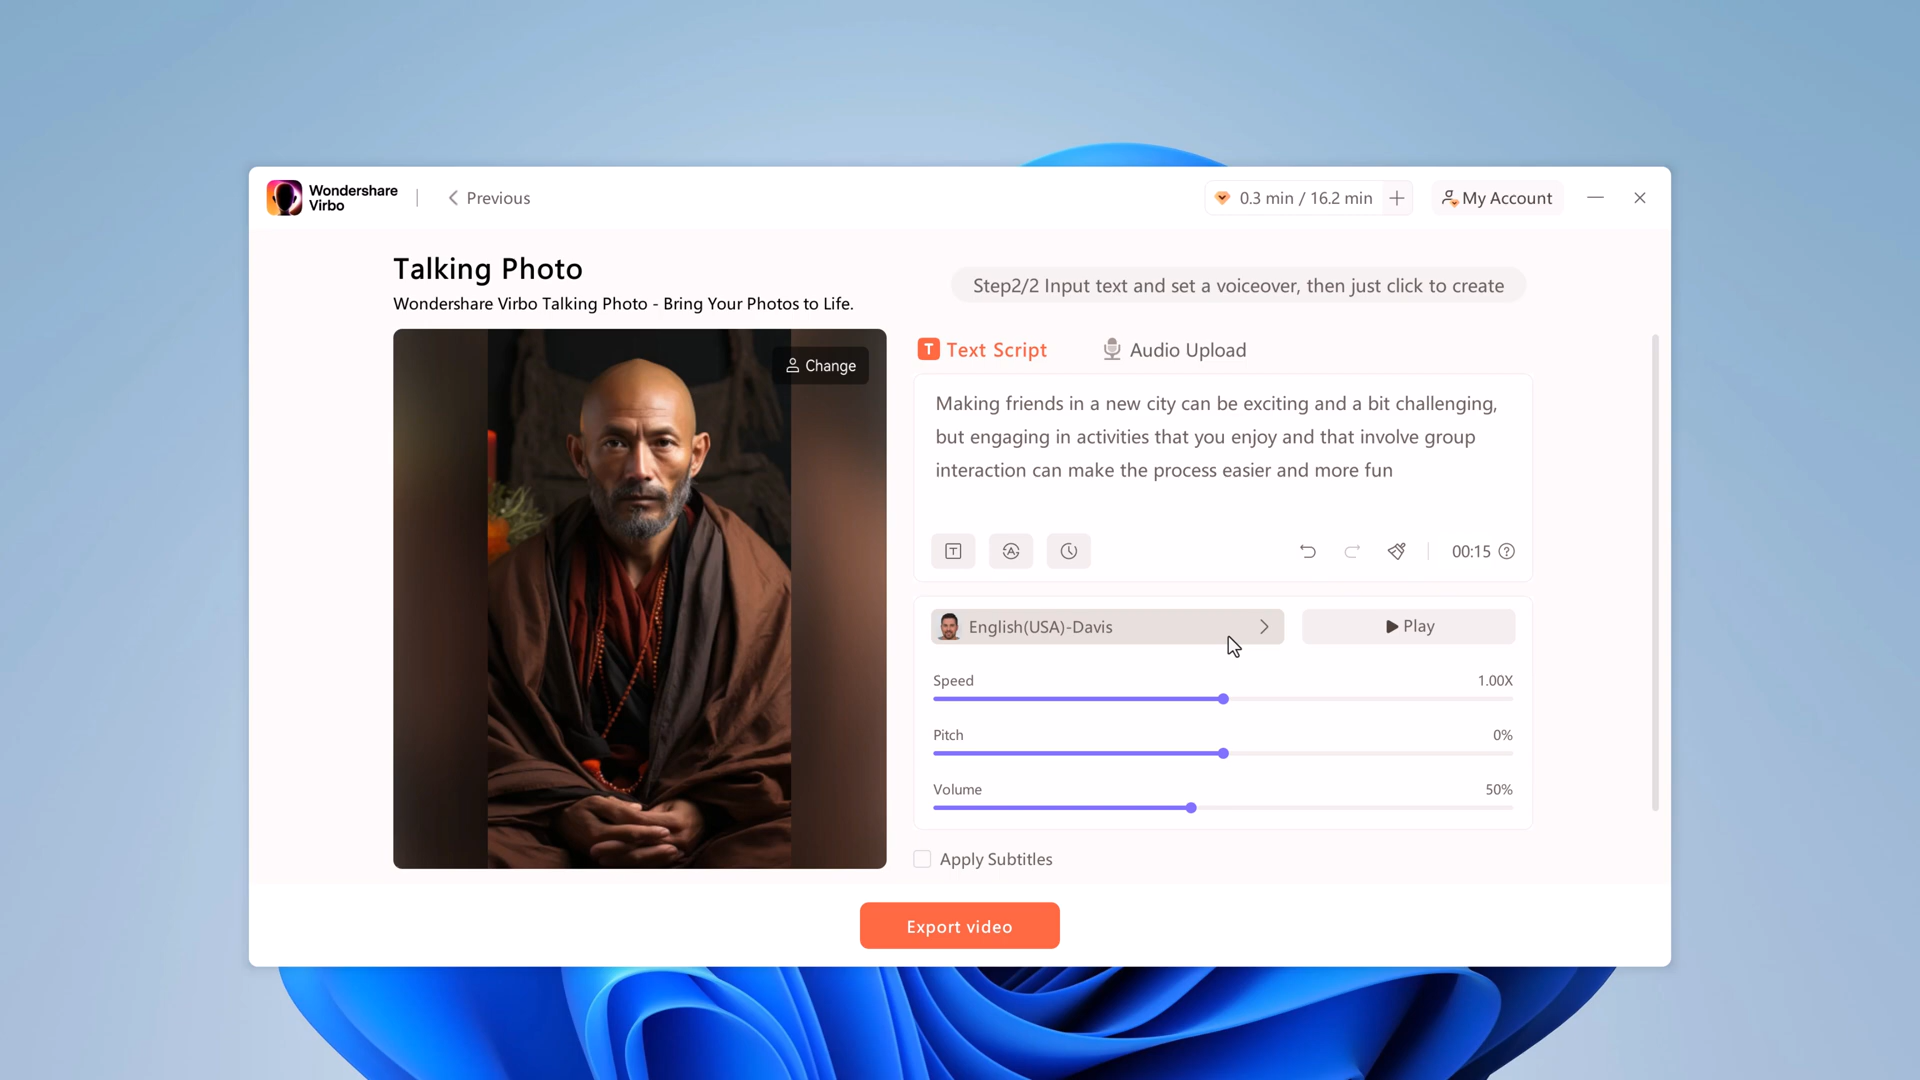 Wondershare
Virbo
Previous
0.3 min / 16.2 min
My Account
Talking Photo
Wondershare Virbo Talking Photo - Bring Your Photos to Life.
Step2/2 Input text and set a voiceover, then just click to create
Change
T Text Script
Audio Upload
Making friends in a new city can be exciting and a bit challenging,
but engaging in activities that you enjoy and that involve group
interaction can make the process easier and more fun
T
A
00:15 ?
English(USA)-Davis
Play
Speed
1.00X
Pitch
0%
Volume
50%
Apply Subtitles
Export video